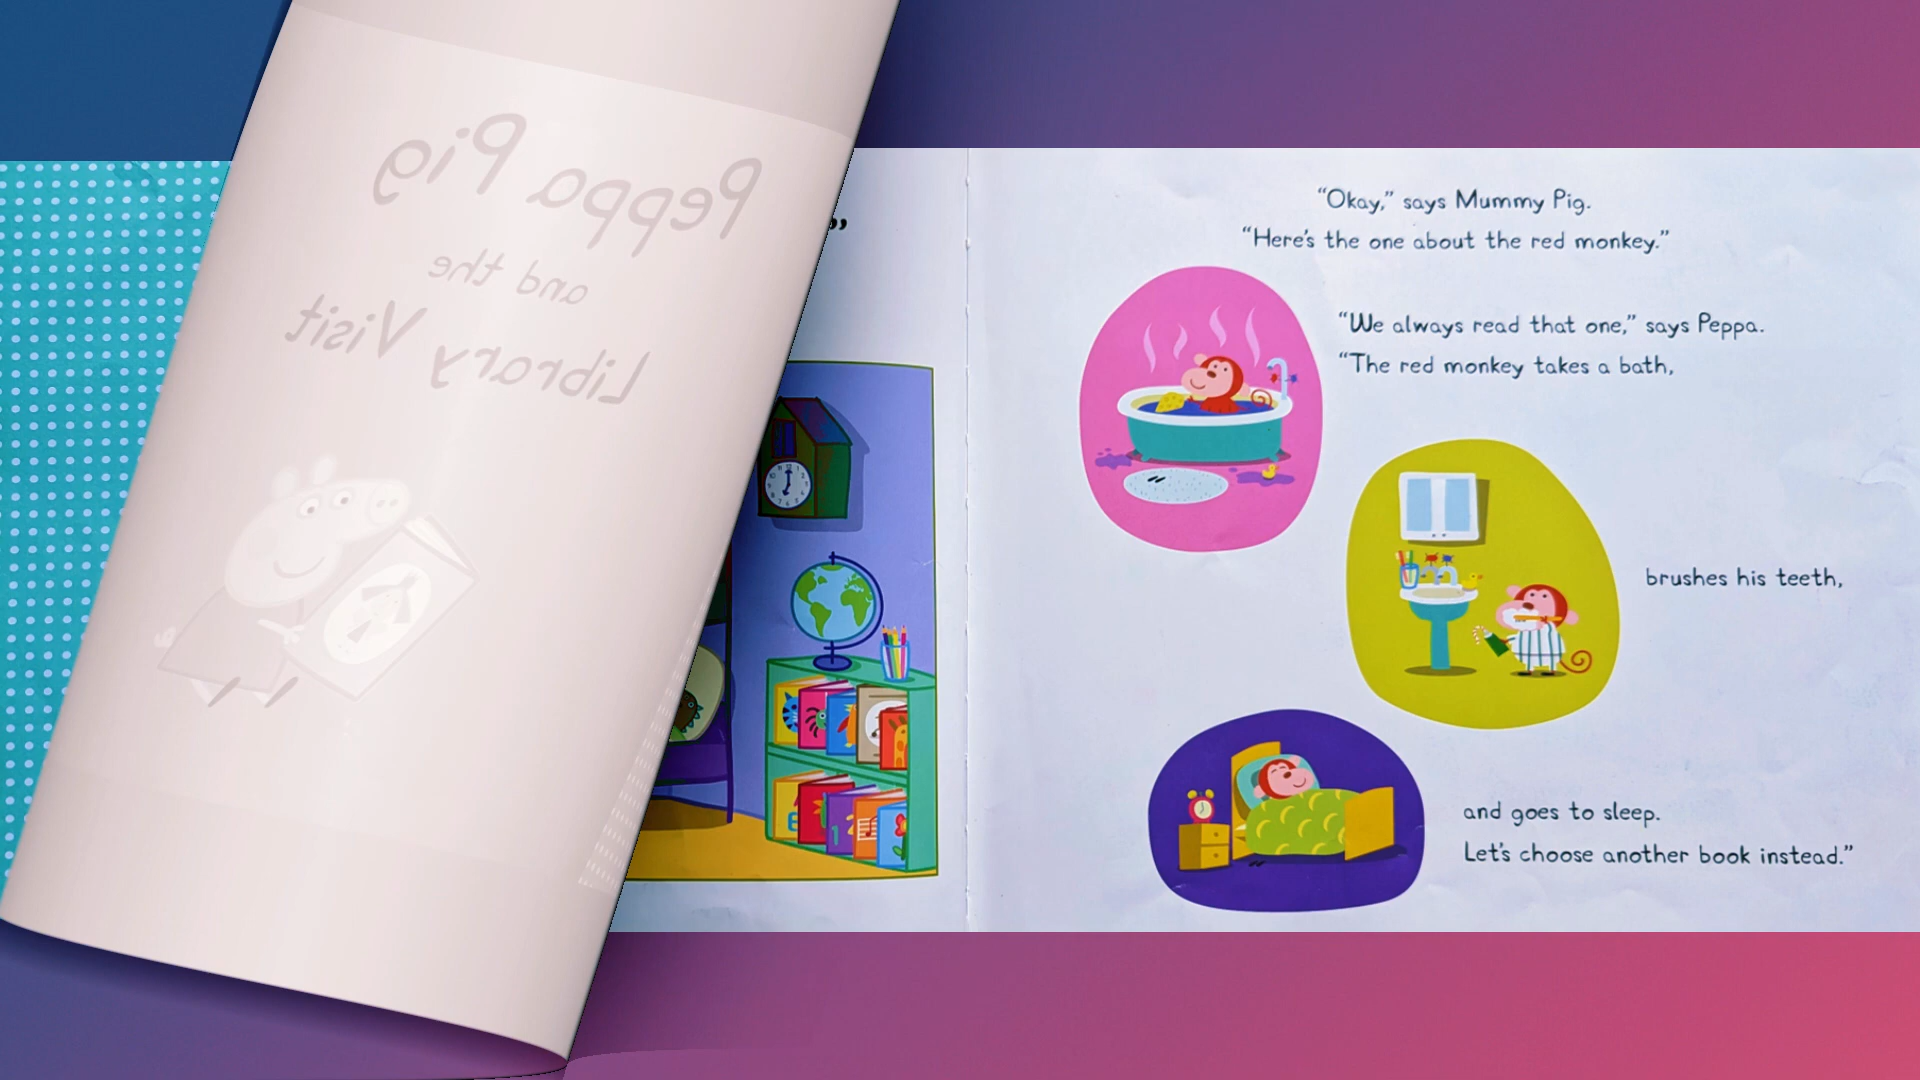 Peppa Pig
and the
Library Visit
”
“Okay,” says Mummy Pig.
“Here’s the one about the red monkey.”
“We always read that one,” says Peppa.
“The red monkey takes a bath,
brushes his teeth,
and goes to sleep.
Let’s choose another book instead.”